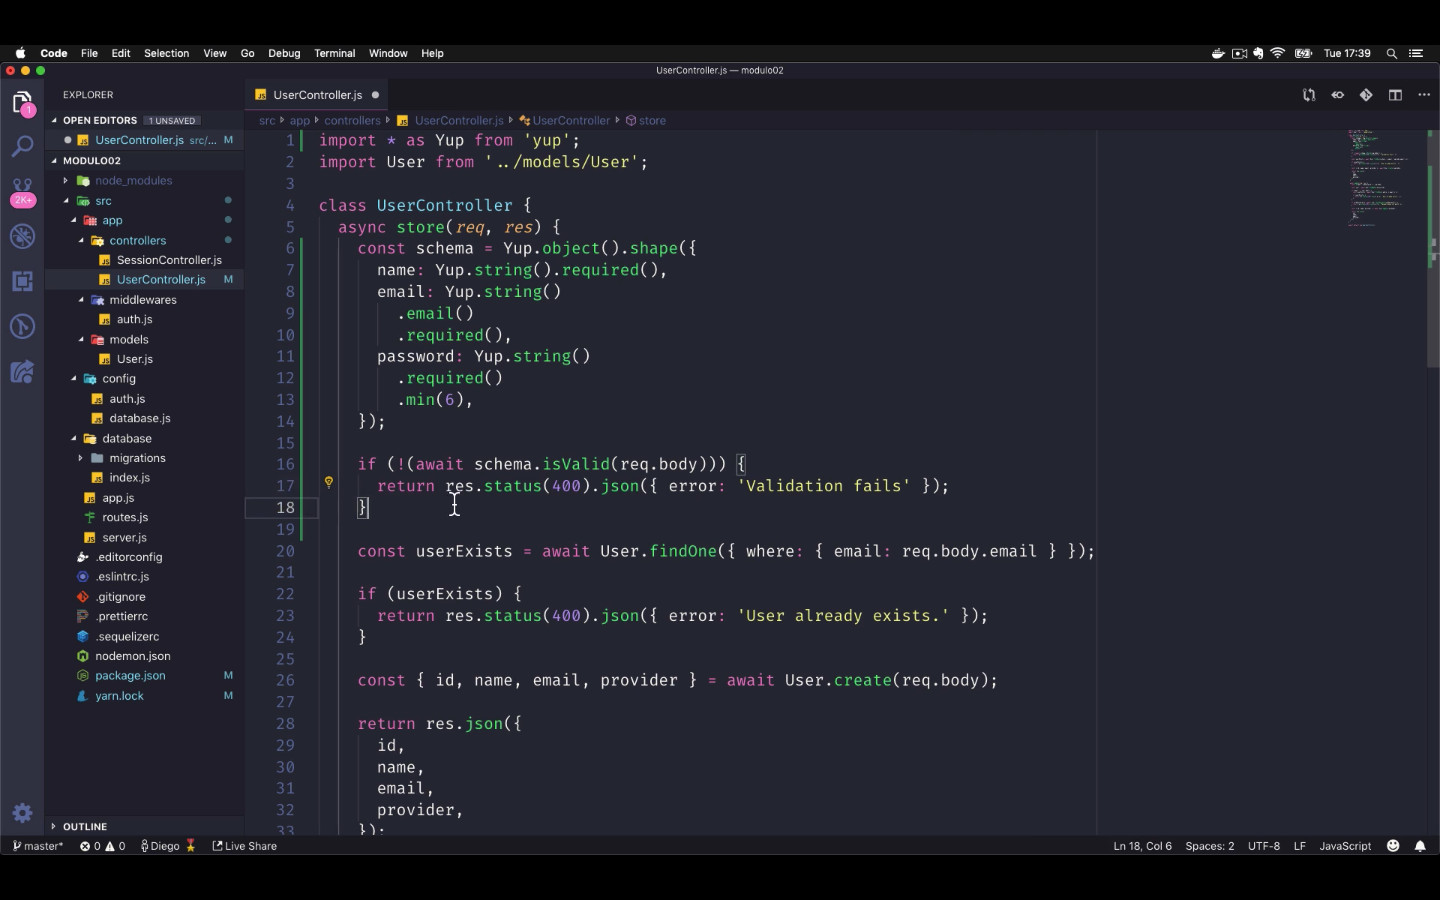 Code File Edit Selection View Go Debug Terminal Window Help Tue 17:39
UserController.js — modulo02
EXPLORER
OPEN EDITORS 1 UNSAVED
UserController.js src/... M
MODULO02
node_modules
src
app
controllers
SessionController.js
UserController.js M
middlewares
auth.js
models
User.js
config
auth.js
database.js
database
migrations
index.js
app.js
routes.js
server.js
.editorconfig
.eslintrc.js
.gitignore
.prettierrc
.sequelizerc
nodemon.json
package.json M
yarn.lock M
OUTLINE
1
2K+
JS UserController.js
src app controllers JS UserController.js UserController store
1 import * as Yup from 'yup';
2 import User from '../models/User';
3
4 class UserController {
5 async store(req, res) {
6 const schema = Yup.object().shape({
7 name: Yup.string().required(),
8 email: Yup.string()
9 .email()
10 .required(),
11 password: Yup.string()
12 .required()
13 .min(6),
14 });
15
16 if (!(await schema.isValid(req.body))) {
17 return res.status(400).json({ error: 'Validation fails' });
18 }
19
20 const userExists = await User.findOne({ where: { email: req.body.email } });
21
22 if (userExists) {
23 return res.status(400).json({ error: 'User already exists.' });
24 }
25
26 const { id, name, email, provider } = await User.create(req.body);
27
28 return res.json({
29 id,
30 name,
31 email,
32 provider,
33 });
master* 0 0 Diego Live Share Ln 18, Col 6 Spaces: 2 UTF-8 LF JavaScript